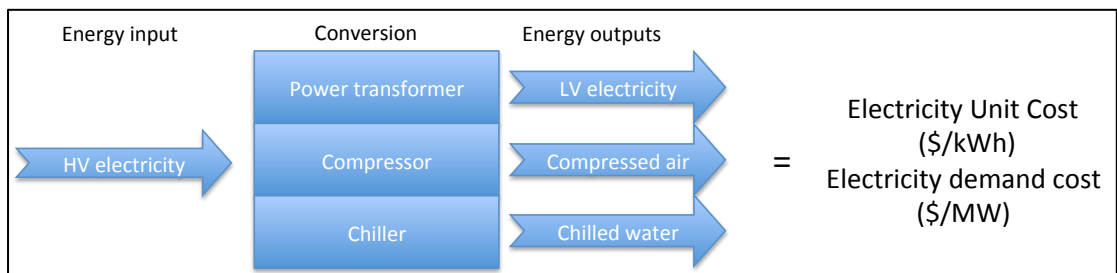 Energy input
Conversion
Energy outputs
Power transformer
LV electricity
HV electricity
Compressor
Compressed air
Chiller
Chilled water
=
Electricity Unit Cost
($/kWh)
Electricity demand cost
($/MW)